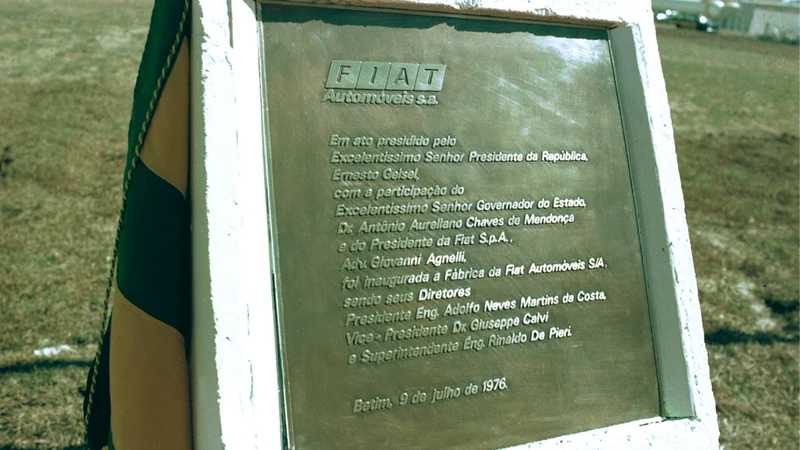 FIAT
Automóveis s.a.
Em ato presidido pelo
Excelentíssimo Senhor Presidente da República,
Ernesto Geisel,
com a participação do
Excelentíssimo Senhor Governador do Estado,
Dr. Antônio Aureliano Chaves de Mendonça
e do Presidente da Fiat S.p.A.,
Adv. Giovanni Agnelli,
foi inaugurada a Fábrica da Fiat Automóveis S/A,
sendo seus Diretores
Presidente Eng. Adolfo Neves Martins da Costa,
Vice-Presidente Dr. Giuseppe Calvi
e Superintendente Eng. Rinaldo De Pieri.
Betim, 9 de julho de 1976.